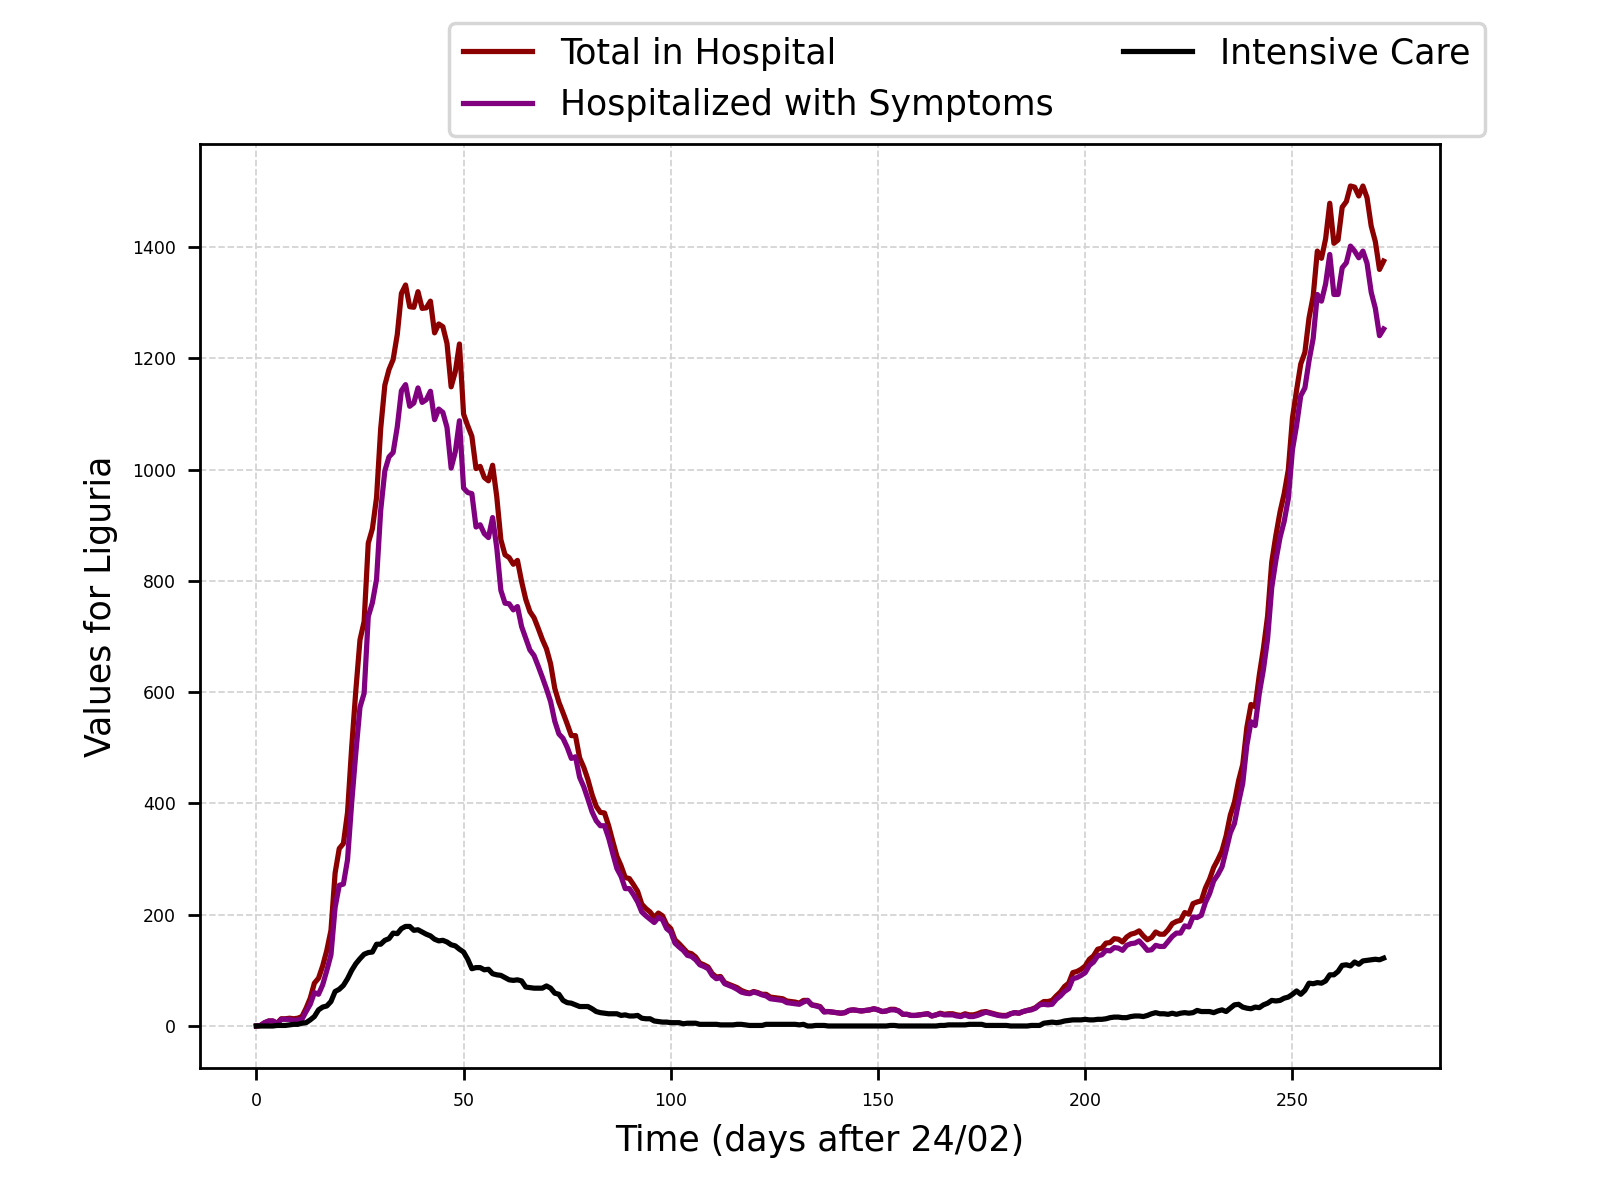 Total in Hospital
Hospitalized with Symptoms
Intensive Care
Values for Liguria
1400
1200
1000
800
600
400
200
0
0 50 100 150 200 250
Time (days after 24/02)